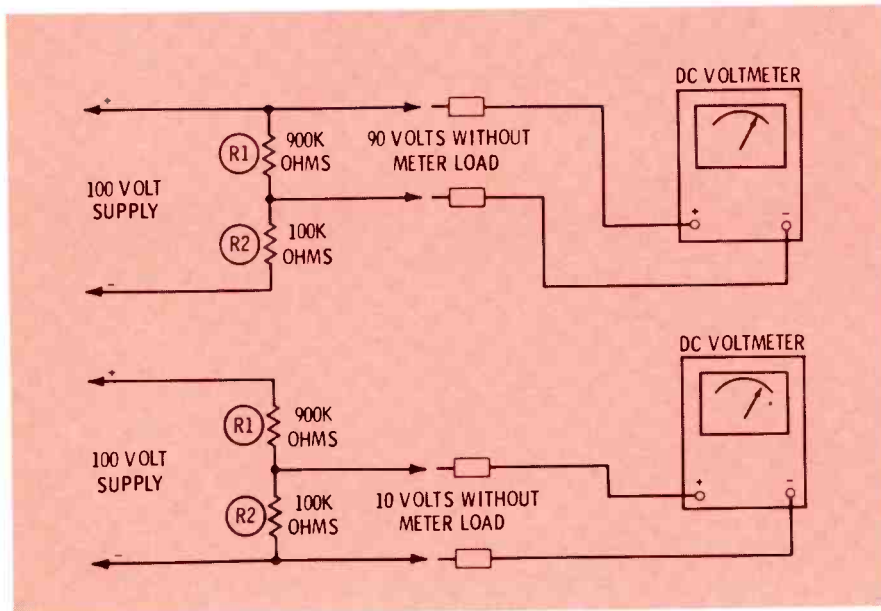 DC VOLTMETER
+
R1
900K
OHMS
90 VOLTS WITHOUT
METER LOAD
100 VOLT
SUPPLY
+
-
R2
100K
OHMS
-
DC VOLTMETER
+
R1
900K
OHMS
100 VOLT
SUPPLY
+
-
R2
100K
OHMS
10 VOLTS WITHOUT
METER LOAD
-